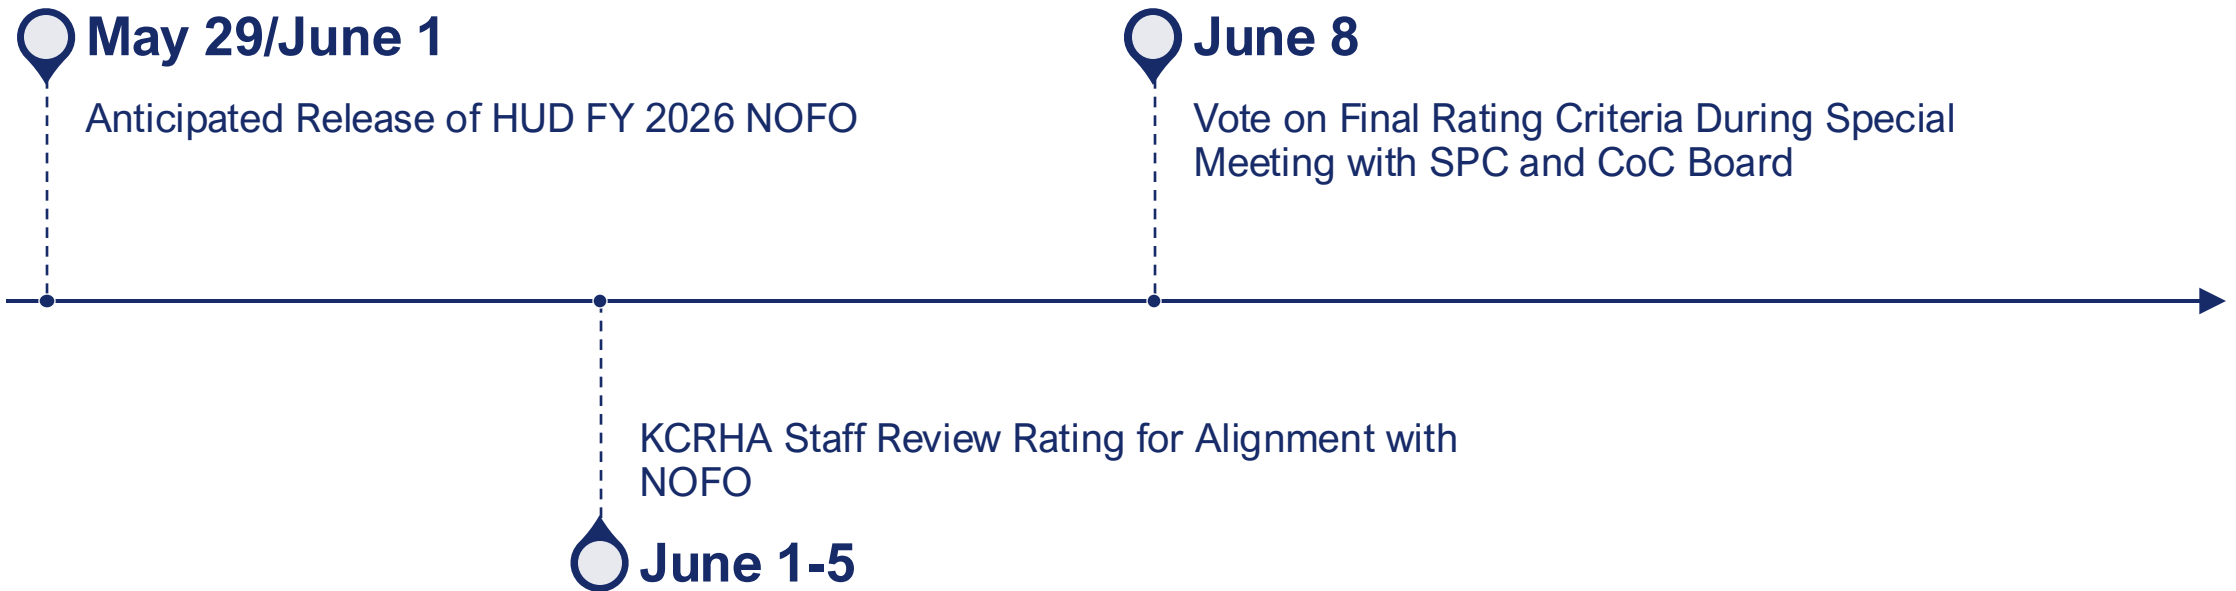 May 29/June 1
Anticipated Release of HUD FY 2026 NOFO
June 8
Vote on Final Rating Criteria During Special
Meeting with SPC and CoC Board
KCRHA Staff Review Rating for Alignment with
NOFO
June 1-5